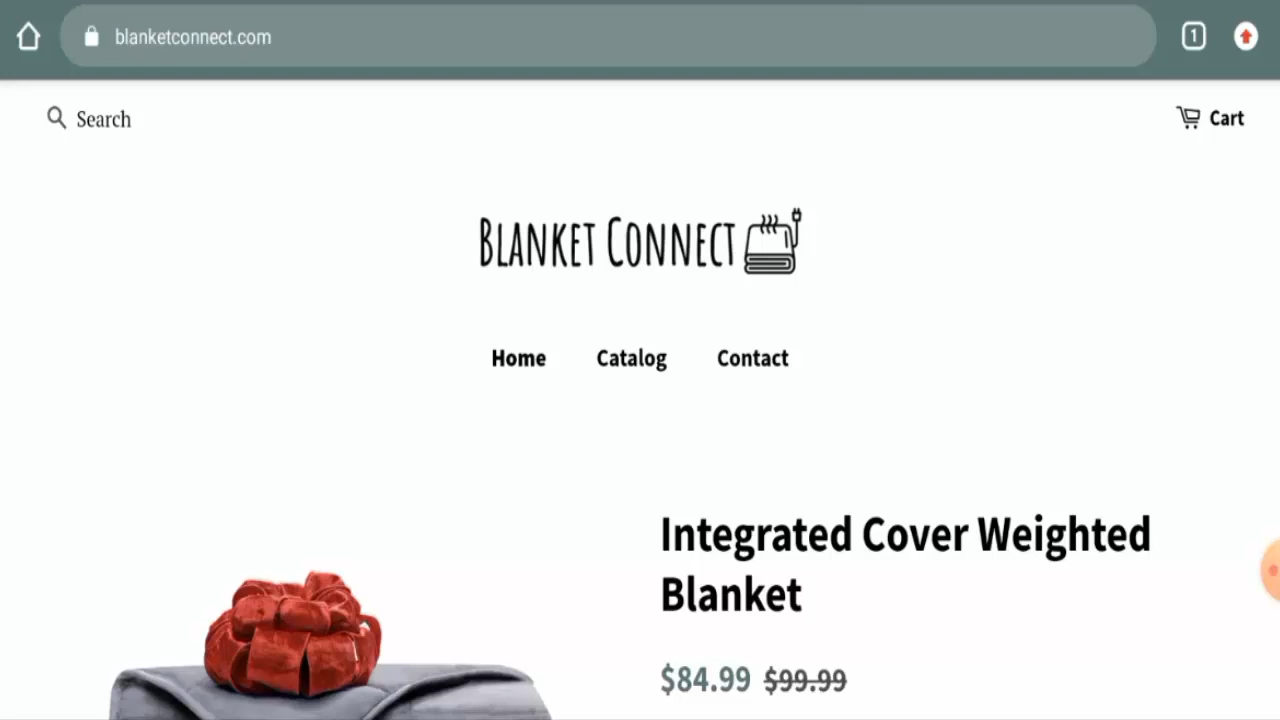 blanketconnect.com
1
Search
Cart
BLANKET CONNECT
Home Catalog Contact
Integrated Cover Weighted
Blanket
$84.99 $99.99